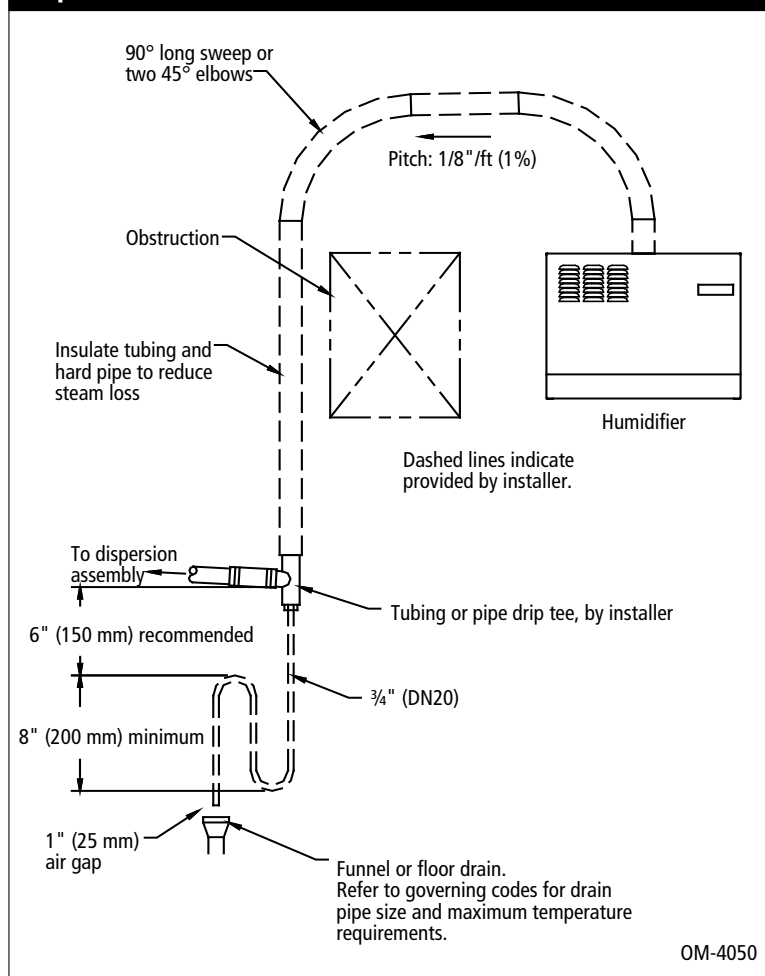 90° long sweep or
two 45° elbows
Pitch: 1/8"/ft (1%)
Obstruction
Insulate tubing and
hard pipe to reduce
steam loss
Humidifier
Dashed lines indicate
provided by installer.
To dispersion
assembly
Tubing or pipe drip tee, by installer
6" (150 mm) recommended
¾" (DN20)
8" (200 mm) minimum
1" (25 mm)
air gap
Funnel or floor drain.
Refer to governing codes for drain
pipe size and maximum temperature
requirements.
OM-4050